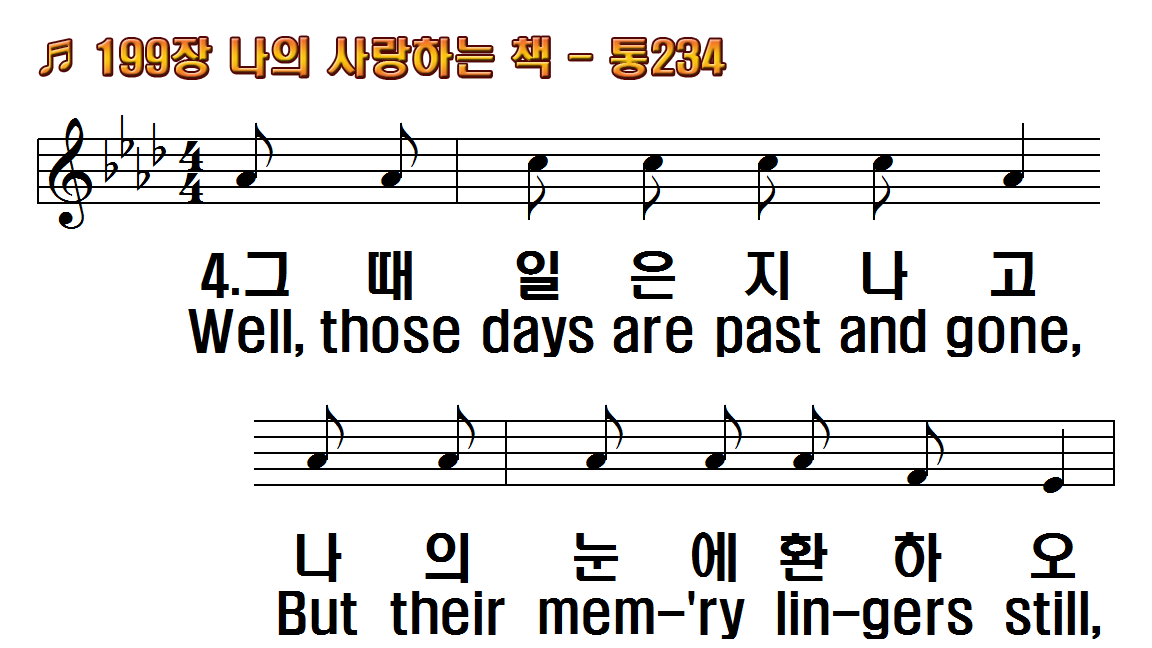 ♬ 199장 나의 사랑하는 책 - 통234
4
4
4.그 때 일 은 지 나 고
Well, those days are past and gone,
나 의 눈 에 환 하 오
But their mem-'ry lin-gers still,